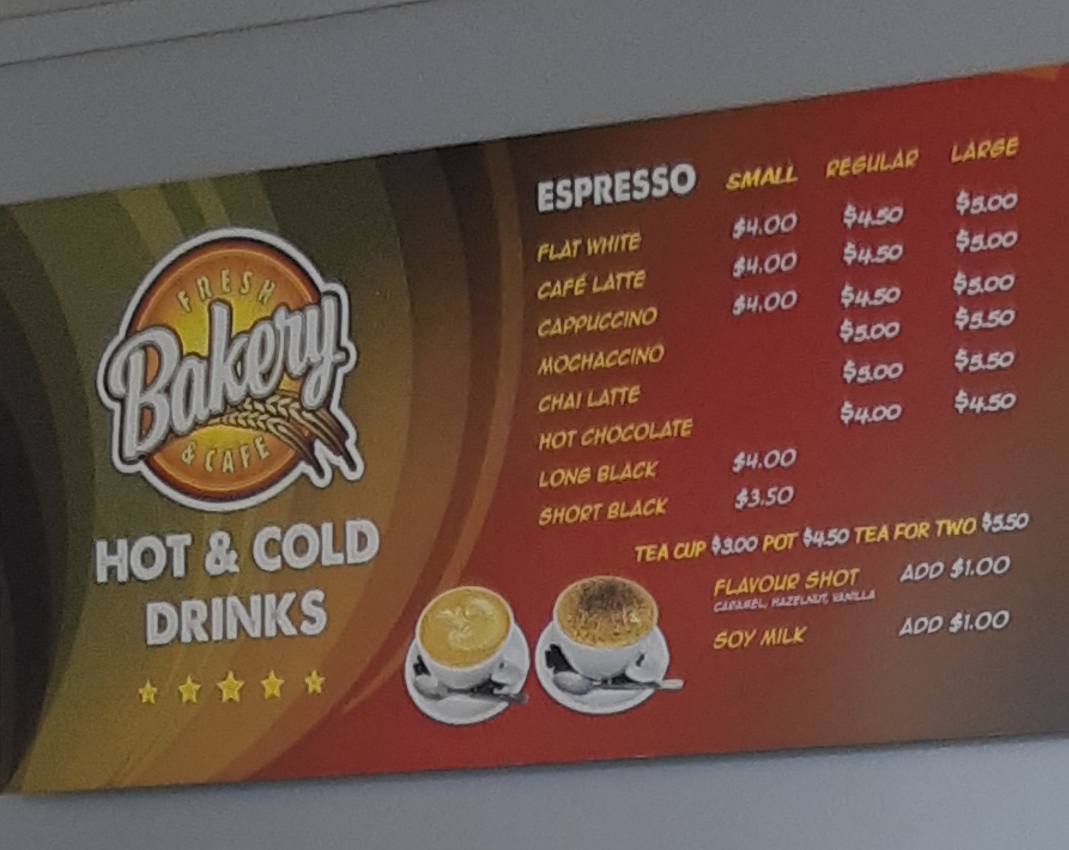 FRESH
Bakery
& CAFE
HOT & COLD
DRINKS
ESPRESSO SMALL REGULAR LARGE
FLAT WHITE $4.00 $4.50 $5.00
CAFÉ LATTE $4.00 $4.50 $5.00
CAPPUCCINO $4.00 $4.50 $5.00
MOCHACCINO $5.00 $5.50
CHAI LATTE $5.00 $5.50
HOT CHOCOLATE $4.00 $4.50
LONG BLACK $4.00
SHORT BLACK $3.50
TEA CUP $3.00 POT $4.50 TEA FOR TWO $5.50
FLAVOUR SHOT ADD $1.00
CARAMEL, HAZELNUT, VANILLA
SOY MILK ADD $1.00